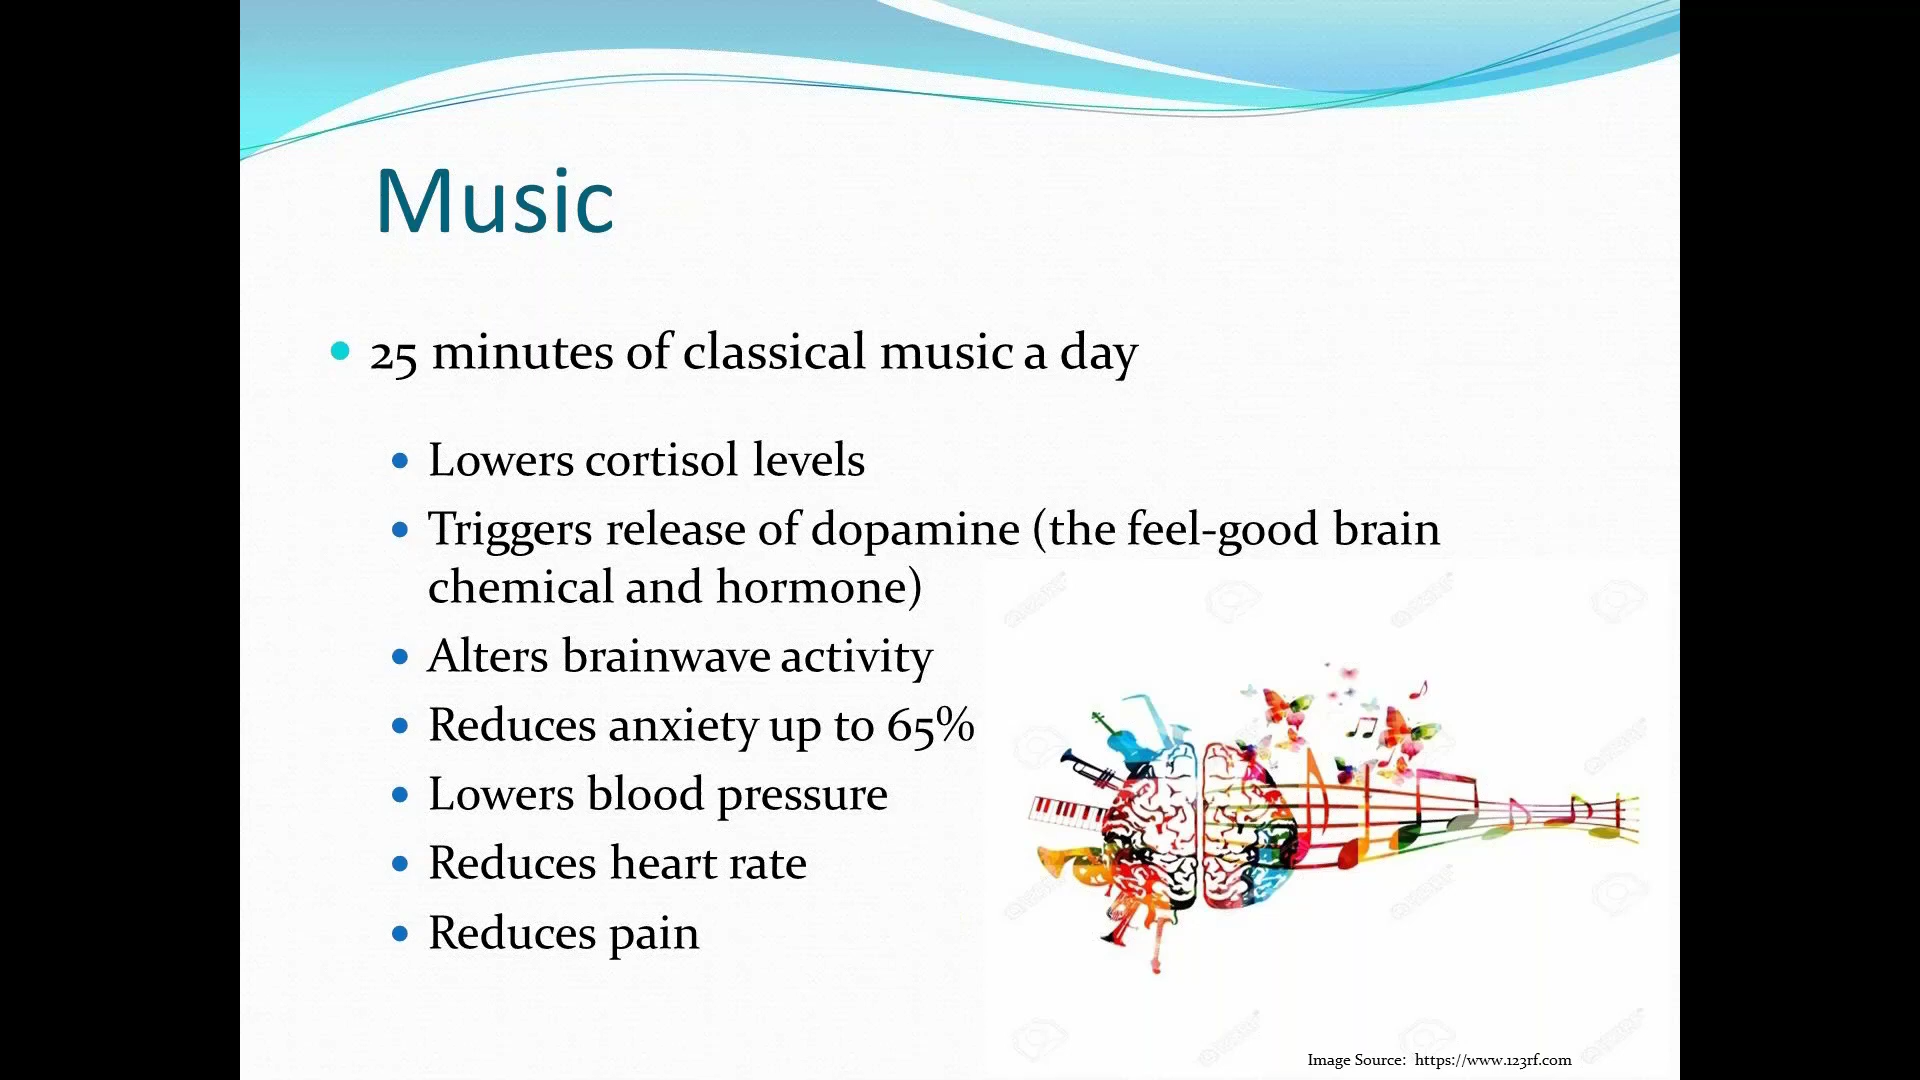 Music
25 minutes of classical music a day
Lowers cortisol levels
Triggers release of dopamine (the feel-good brain
chemical and hormone)
Alters brainwave activity
Reduces anxiety up to 65%
Lowers blood pressure
Reduces heart rate
Reduces pain
Image Source: https://www.123rf.com